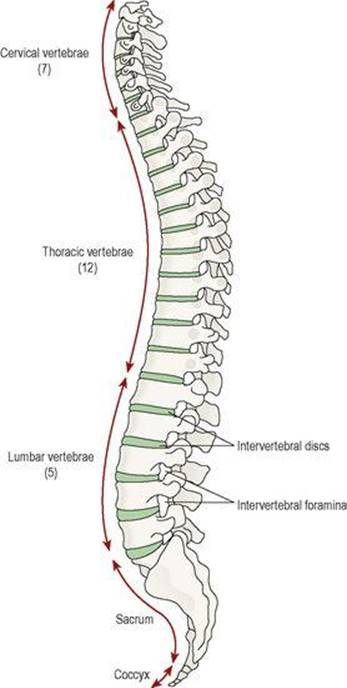 Cervical vertebrae
(7)
Thoracic vertebrae
(12)
Intervertebral discs
Lumbar vertebrae
(5)
Intervertebral foramina
Sacrum
Coccyx